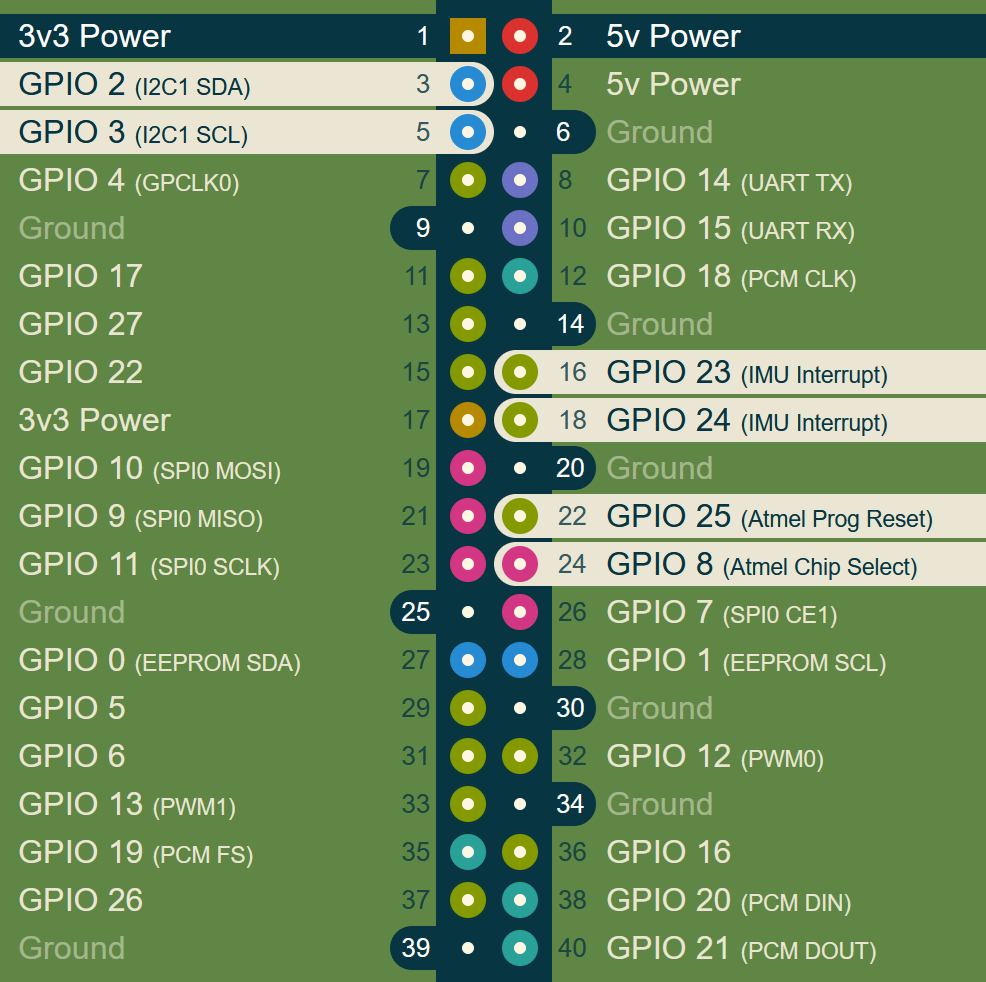 3v3 Power 1 2 5v Power
GPIO 2 (I2C1 SDA) 3 4 5v Power
GPIO 3 (I2C1 SCL) 5 6 Ground
GPIO 4 (GPCLK0) 7 8 GPIO 14 (UART TX)
Ground 9 10 GPIO 15 (UART RX)
GPIO 17 11 12 GPIO 18 (PCM CLK)
GPIO 27 13 14 Ground
GPIO 22 15 16 GPIO 23 (IMU Interrupt)
3v3 Power 17 18 GPIO 24 (IMU Interrupt)
GPIO 10 (SPI0 MOSI) 19 20 Ground
GPIO 9 (SPI0 MISO) 21 22 GPIO 25 (Atmel Prog Reset)
GPIO 11 (SPI0 SCLK) 23 24 GPIO 8 (Atmel Chip Select)
Ground 25 26 GPIO 7 (SPI0 CE1)
GPIO 0 (EEPROM SDA) 27 28 GPIO 1 (EEPROM SCL)
GPIO 5 29 30 Ground
GPIO 6 31 32 GPIO 12 (PWM0)
GPIO 13 (PWM1) 33 34 Ground
GPIO 19 (PCM FS) 35 36 GPIO 16
GPIO 26 37 38 GPIO 20 (PCM DIN)
Ground 39 40 GPIO 21 (PCM DOUT)